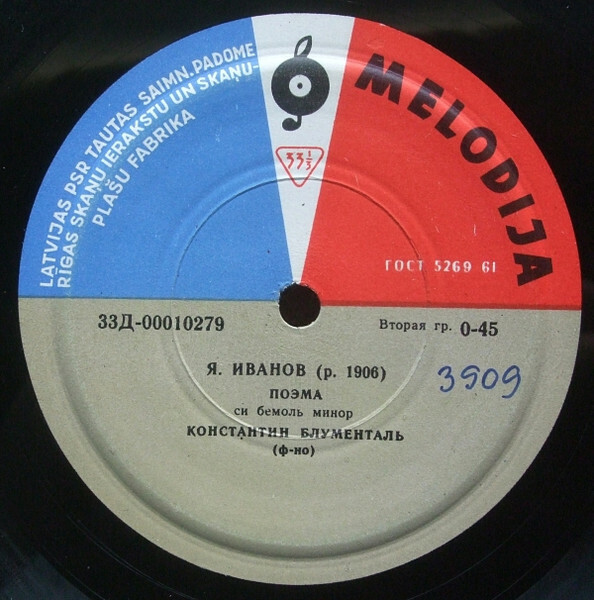 LATVIJAS PSR TAUTAS SAIMN. PADOME
RĪGAS SKAŅU IERAKSTU UN SKAŅU-
PLAŠU FABRIKA
MELODIJA
33⅓
ГОСТ 5269 61
33Д-00010279
Вторая гр. 0-45
Я. ИВАНОВ (р. 1906)
3909
ПОЭМА
си бемоль минор
КОНСТАНТИН БЛУМЕНТАЛЬ
(ф-но)